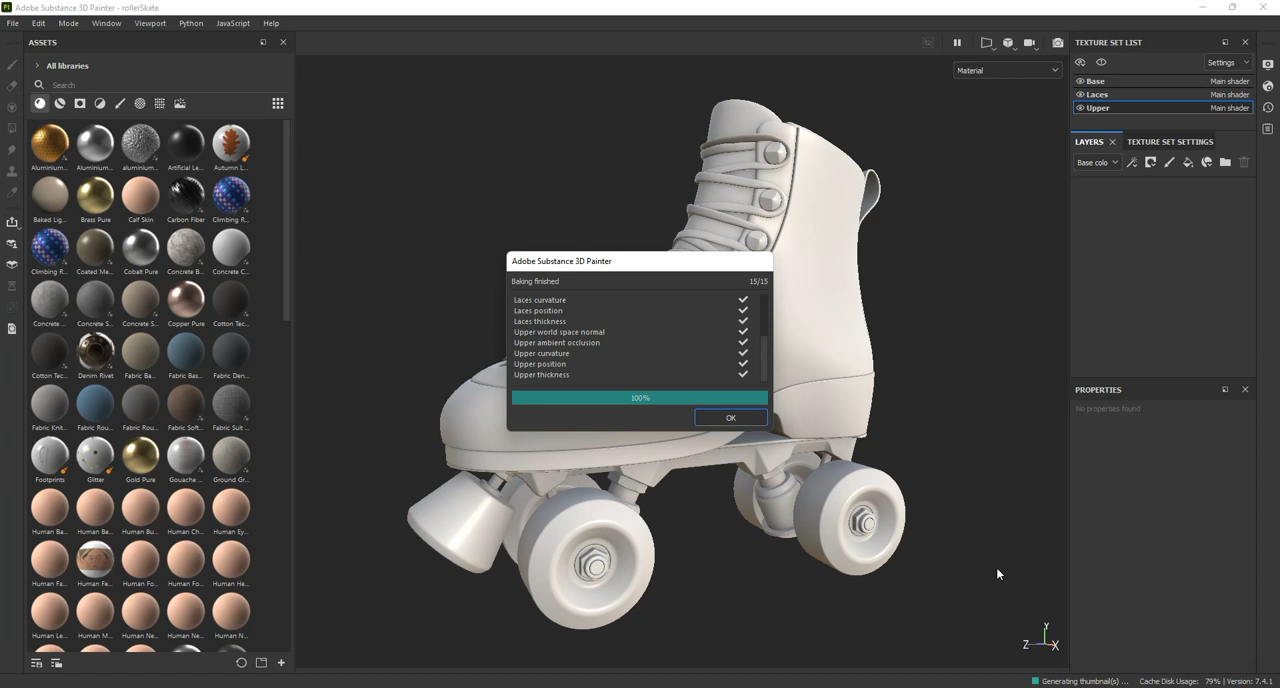 Pt Adobe Substance 3D Painter - rollerSkate
File Edit Mode Window Viewport Python JavaScript Help
ASSETS
All libraries
Search
Aluminium... Aluminium... aluminium... Artificial Le... Autumn L...
Baked Lig... Brass Pure Calf Skin Carbon Fiber Climbing R...
Climbing R... Coated Me... Cobalt Pure Concrete B... Concrete C...
Concrete ... Concrete S... Concrete S... Copper Pure Cotton Tec...
Cotton Tec... Denim Rivet Fabric Ba... Fabric Bas... Fabric Den...
Fabric Knit... Fabric Rou... Fabric Rou... Fabric Soft... Fabric Suit ...
Footprints Glitter Gold Pure Gouache ... Ground Gr...
Human Ba... Human Be... Human Bu... Human Ch... Human Ey...
Human Fa... Human Fe... Human Fo... Human Fo... Human He...
Human Le... Human M... Human Ne... Human Ne... Human N...
Material
Adobe Substance 3D Painter
Baking finished 15/15
Laces curvature
Laces position
Laces thickness
Upper world space normal
Upper ambient occlusion
Upper curvature
Upper position
Upper thickness
100%
OK
Y
Z X
TEXTURE SET LIST
Settings
Base Main shader
Laces Main shader
Upper Main shader
LAYERS TEXTURE SET SETTINGS
Base colo
PROPERTIES
No properties found
Generating thumbnail(s) ... Cache Disk Usage: 79% | Version: 7.4.1